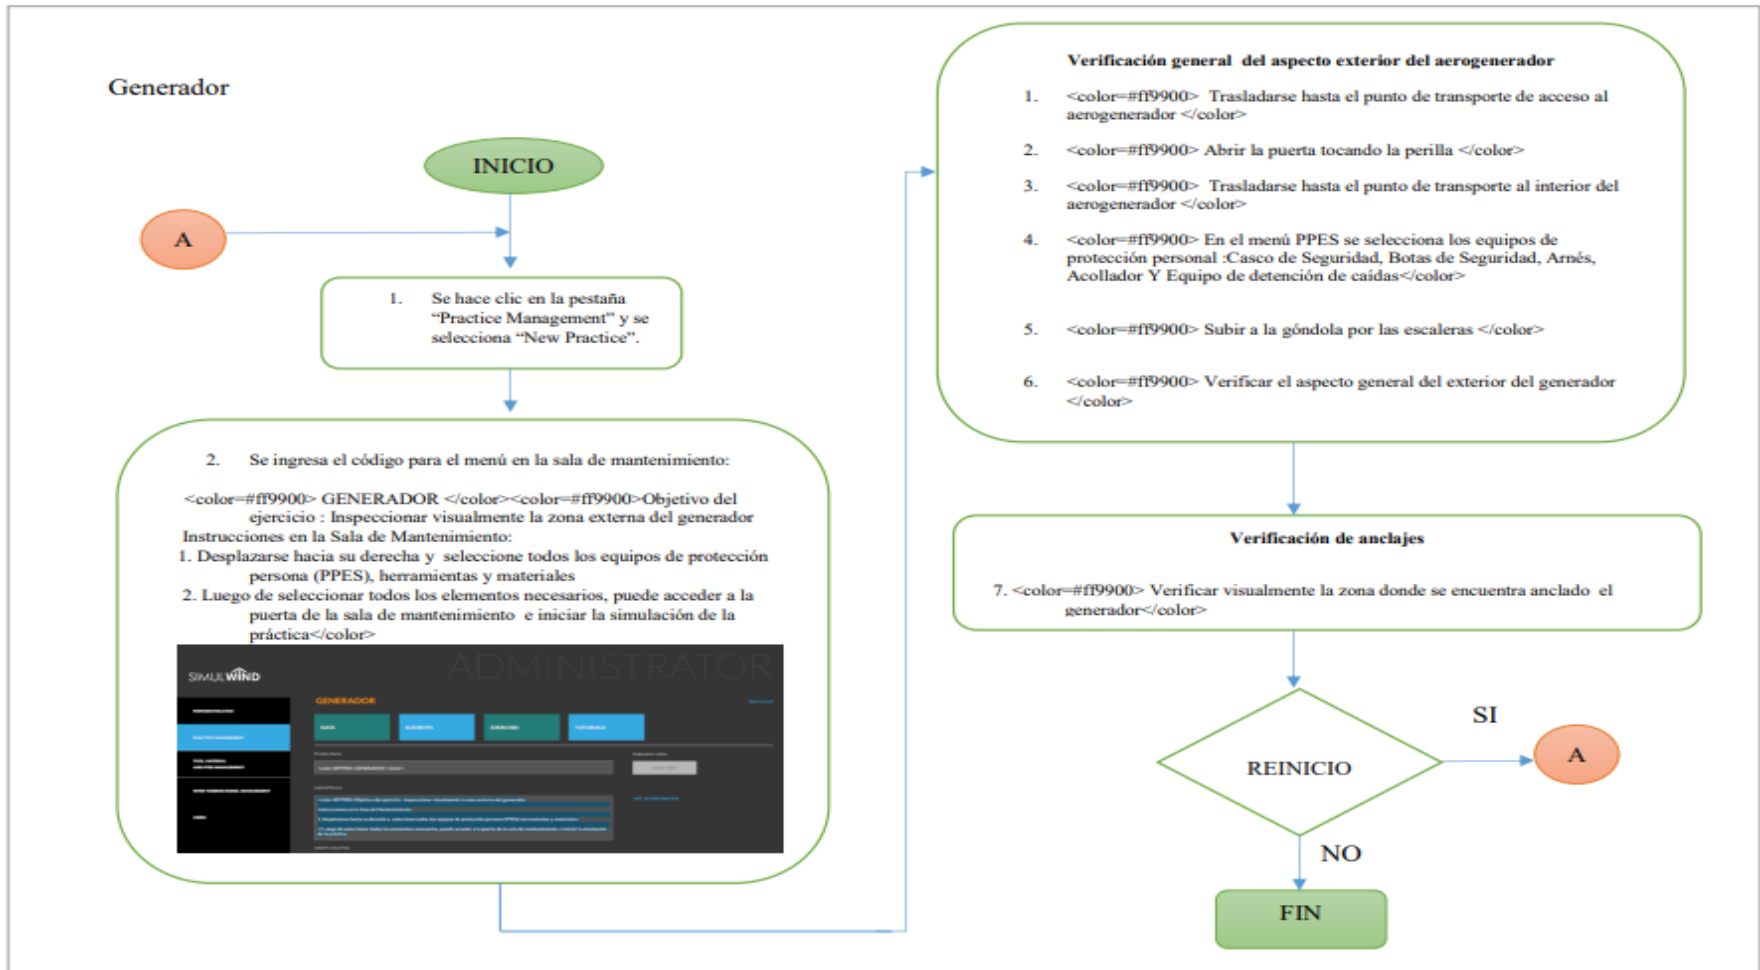 Generador
INICIO
A
1. Se hace clic en la pestaña
“Practice Management” y se
selecciona “New Practice”.
2. Se ingresa el código para el menú en la sala de mantenimiento:
<color=#ff9900> GENERADOR </color><color=#ff9900>Objetivo del
ejercicio : Inspeccionar visualmente la zona externa del generador
Instrucciones en la Sala de Mantenimiento:
1. Desplazarse hacia su derecha y seleccione todos los equipos de protección
persona (PPES), herramientas y materiales
2. Luego de seleccionar todos los elementos necesarios, puede acceder a la
puerta de la sala de mantenimiento e iniciar la simulación de la
práctica</color>
ADMINISTRATOR
SIMULWIND
GENERADOR
PRACTICE MANAGEMENT
Verificación general del aspecto exterior del aerogenerador
1. <color=#ff9900> Trasladarse hasta el punto de transporte de acceso al
aerogenerador </color>
2. <color=#ff9900> Abrir la puerta tocando la perilla </color>
3. <color=#ff9900> Trasladarse hasta el punto de transporte al interior del
aerogenerador </color>
4. <color=#ff9900> En el menú PPES se selecciona los equipos de
protección personal :Casco de Seguridad, Botas de Seguridad, Arnés,
Acollador Y Equipo de detención de caídas</color>
5. <color=#ff9900> Subir a la góndola por las escaleras </color>
6. <color=#ff9900> Verificar el aspecto general del exterior del generador
</color>
Verificación de anclajes
7. <color=#ff9900> Verificar visualmente la zona donde se encuentra anclado el
generador</color>
REINICIO
SI
A
NO
FIN